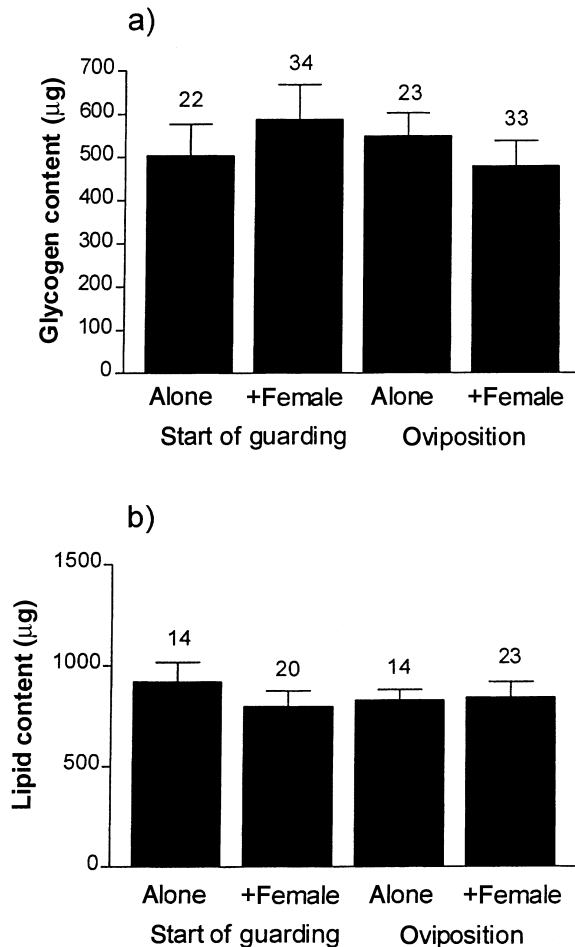 a)
Glycogen content (μg)
700
600
500
400
300
200
100
0
22
34
23
33
Alone +Female Alone +Female
Start of guarding Oviposition
b)
Lipid content (μg)
1500
1000
500
0
14
20
14
23
Alone +Female Alone +Female
Start of guarding Oviposition